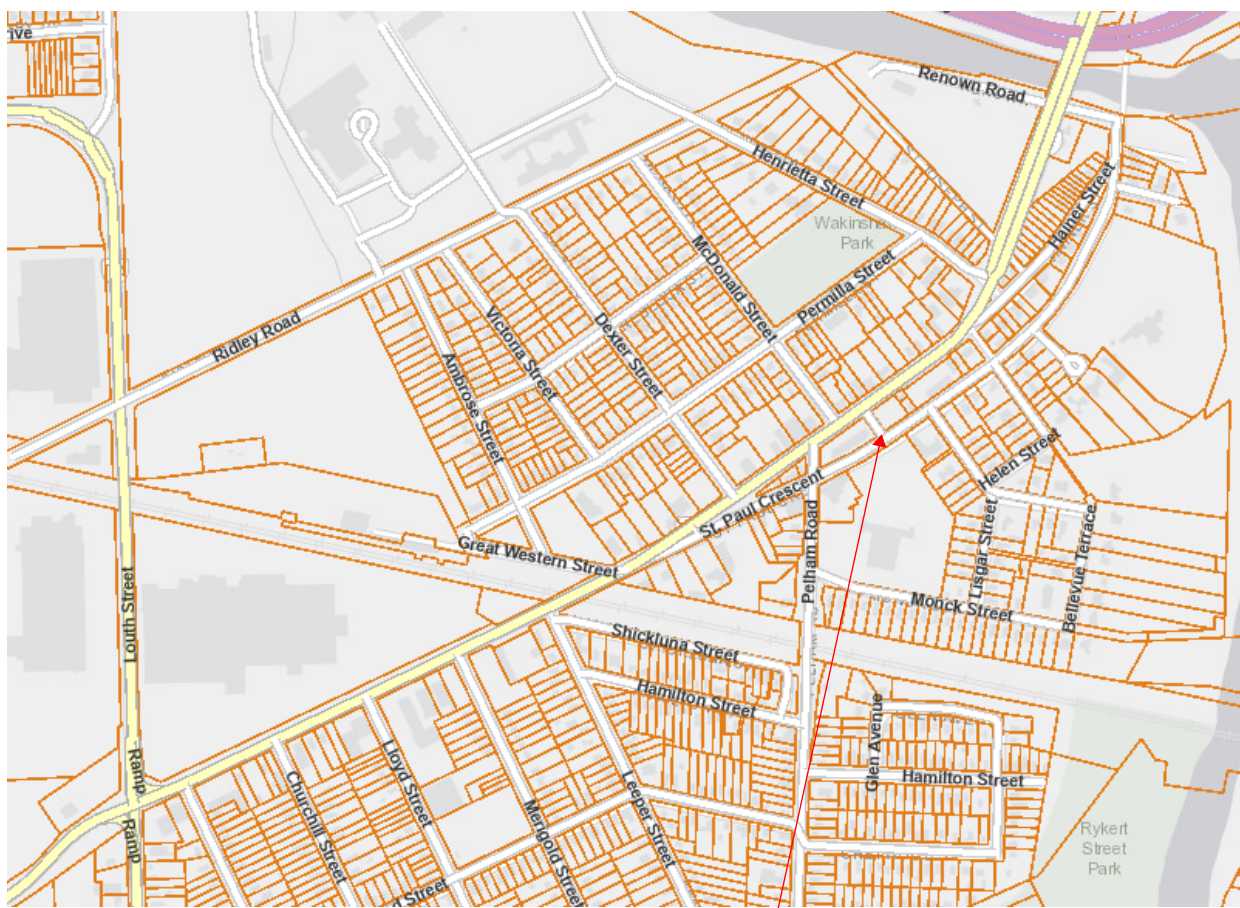 ive
Renown Road
Henrietta Street
Hainer Street
Wakinsha
Park
McDonald Street
Permilla Street
Ridley Road
Victoria Street
Dexter Street
Ambrose Street
Helen Street
St. Paul Crescent
Great Western Street
Pelham Road
Lisgar Street
Bellevue Terrace
Monck Street
Louth Street
Shickluna Street
Hamilton Street
Glen Avenue
Hamilton Street
Ramp
Ramp
Churchill Street
Lloyd Street
Merigold Street
Leeper Street
d Street
Rykert
Street
Park